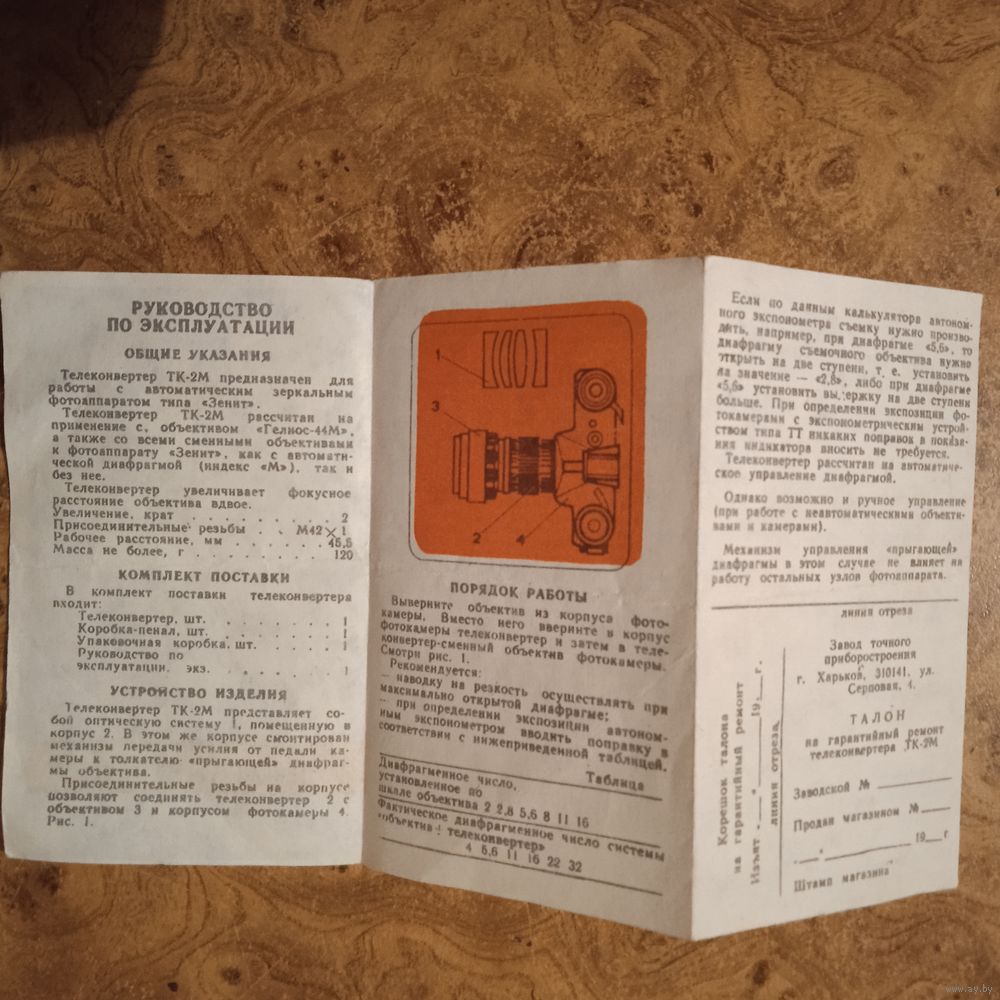 РУКОВОДСТВО
ПО ЭКСПЛУАТАЦИИ
ОБЩИЕ УКАЗАНИЯ
Телеконвертер ТК-2М предназначен для
работы с автоматическим зеркальным
фотоаппаратом типа «Зенит».
Телеконвертер ТК-2М рассчитан на
применение с, объективом «Гелиос-44М»,
а также со всеми сменными объективами
к фотоаппарату «Зенит», как с автомати-
ческой диафрагмой (индекс «М»), так и
без нее.
Телеконвертер увеличивает фокусное
расстояние объектива вдвое.
Увеличение, крат . . . . . . . . 2
Присоединительные резьбы . . М42×1
Рабочее расстояние, мм . . . . . . 45,5
Масса не более, г . . . . . . . . 120
КОМПЛЕКТ ПОСТАВКИ
В комплект поставки телеконвертера
входит:
Телеконвертер, шт. . . . . . . . 1
Коробка-пенал, шт. . . . . . . . 1
Упаковочная коробка, шт. . . . . 1
Руководство по
эксплуатации, экз. . . . . . . 1
УСТРОЙСТВО ИЗДЕЛИЯ
Телеконвертер ТК-2М представляет со-
бой оптическую систему 1, помещенную в
корпус 2. В этом же корпусе смонтирован
механизм передачи усилия от педали ка-
меры к толкателю «прыгающей» диафраг-
мы объектива.
Присоединительные резьбы на корпусе
позволяют соединять телеконвертер 2 с
объективом 3 и корпусом фотокамеры 4.
Рис. 1.
1
3
2
4
ПОРЯДОК РАБОТЫ
Выверните объектив из корпуса фото-
камеры. Вместо него вверните в корпус
фотокамеры телеконвертер и затем в теле-
конвертер-сменный объектив фотокамеры.
Смотри рис. 1.
Рекомендуется:
— наводку на резкость осуществлять при
максимально открытой диафрагме;
— при определении экспозиции автоном-
ным экспонометром вводить поправку в
соответствии с нижеприведенной таблицей.
Таблица
Диафрагменное число,
установленное по
шкале объектива 2 2,8 5,6 8 11 16
Фактическое диафрагменное число системы
«объектив + телеконвертер»
4 5,6 11 16 22 32
Если по данным калькулятора автоном-
ного экспонометра съемку нужно произво-
дить, например, при диафрагме «5,6», то
диафрагму съемочного объектива нужно
открыть на две ступени, т. е. установить
на значение — «2,8», либо при диафрагме
«5,6» установить выдержку на две ступени
больше. При определении экспозиции фо-
токамерами с экспонометрическим устрой-
ством типа ТТ никаких поправок в показа-
ния индикатора вносить не требуется.
Телеконвертер рассчитан на автоматиче-
ское управление диафрагмой.
Однако возможно и ручное управление
(при работе с неавтоматическими объекти-
вами и камерами).
Механизм управления «прыгающей»
диафрагмы в этом случае не влияет на
работу остальных узлов фотоаппарата.
линия отреза
Корешок талона
на гарантийный ремонт
Изъят «__»______19__г.
линия отреза
Завод точного
приборостроения
г. Харьков, 310141, ул.
Серповая, 4.
ТАЛОН
на гарантийный ремонт
телеконвертера ТК-2М
Заводской № ______
Продан магазином № ____
«__»________19__г.
Штамп магазина
www.ay.by